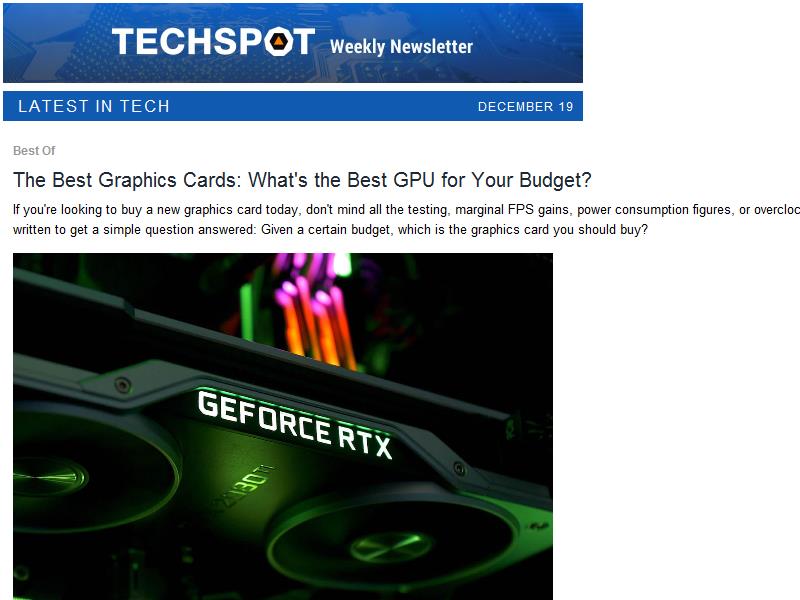 TECHSPOT Weekly Newsletter
LATEST IN TECH DECEMBER 19
Best Of
The Best Graphics Cards: What's the Best GPU for Your Budget?
If you're looking to buy a new graphics card today, don't mind all the testing, marginal FPS gains, power consumption figures, or overcloc
written to get a simple question answered: Given a certain budget, which is the graphics card you should buy?
GEFORCE RTX